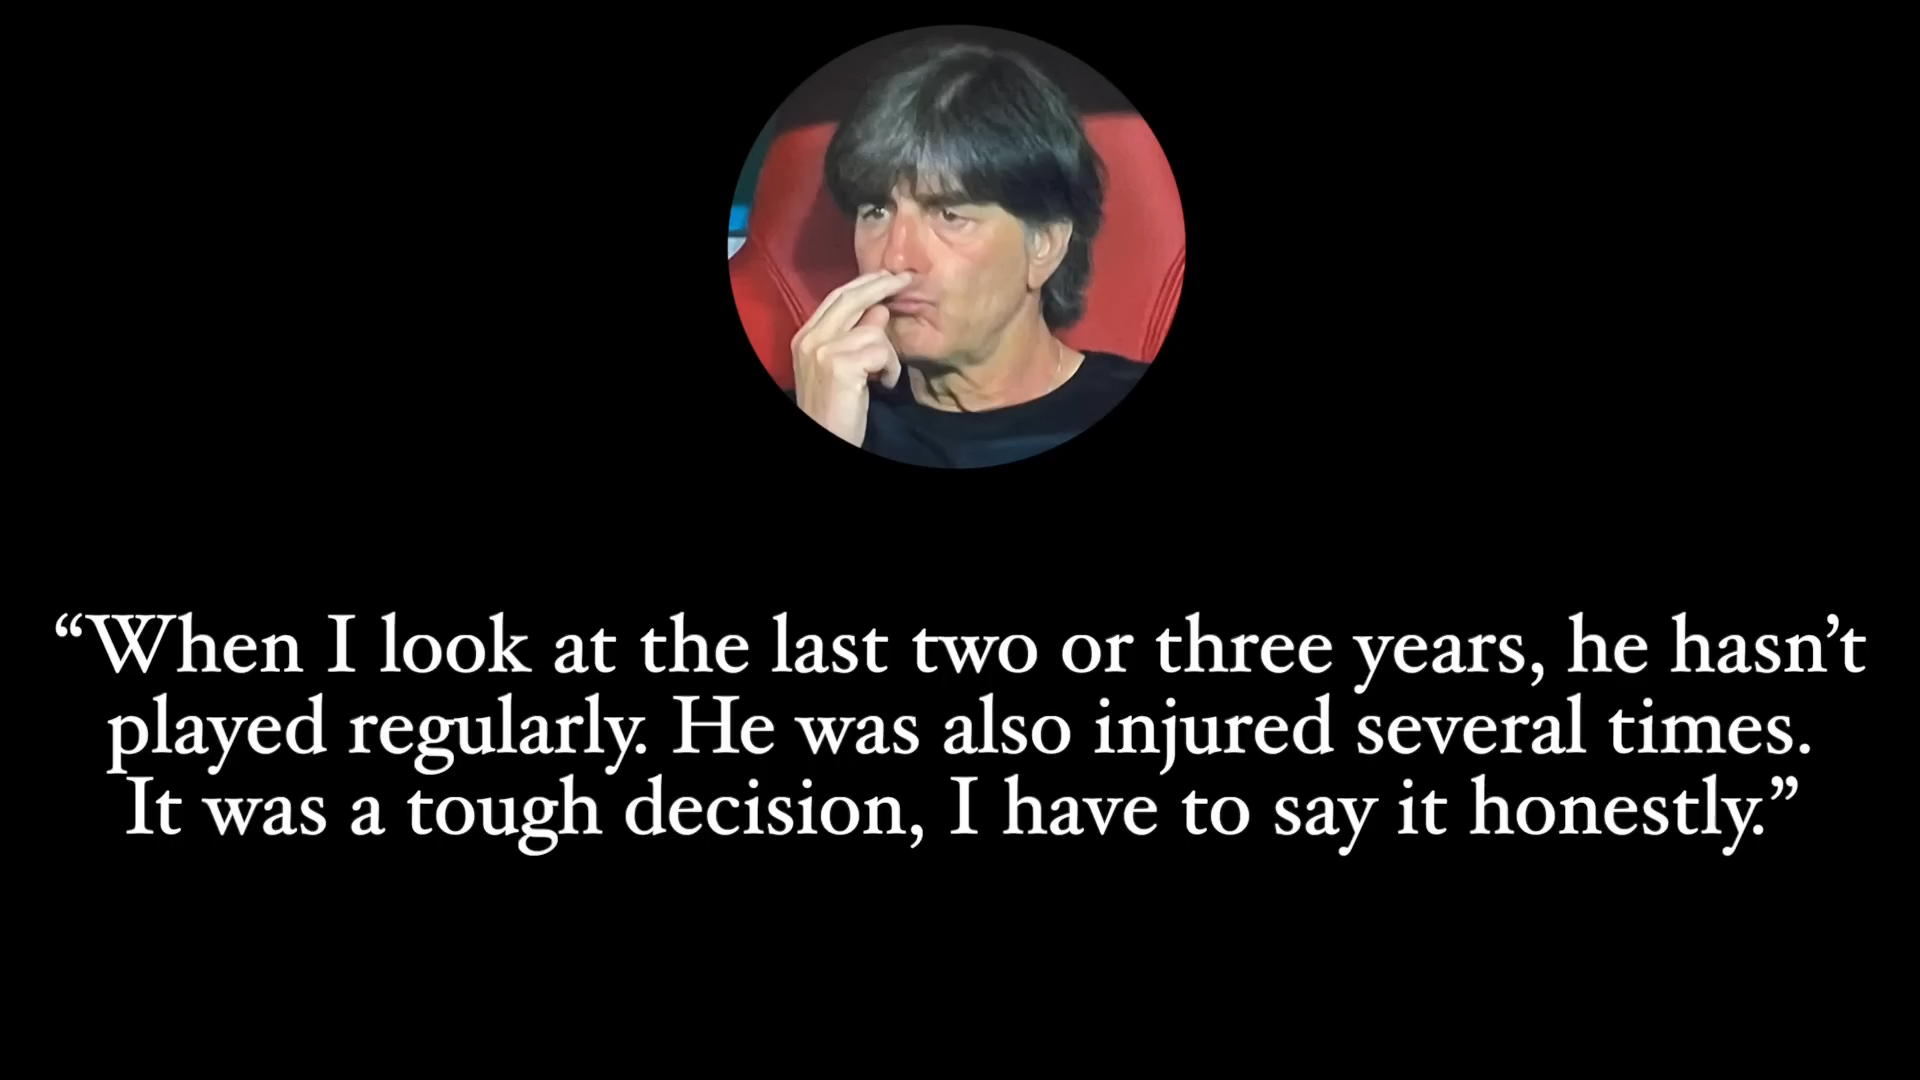 “When I look at the last two or three years, he hasn’t
played regularly. He was also injured several times.
It was a tough decision, I have to say it honestly.”